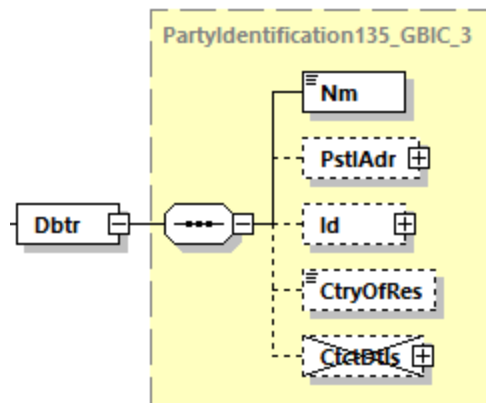 PartyIdentification135_GBIC_3
Nm
PstlAdr
Dbtr
Id
CtryOfRes
CtctDtls